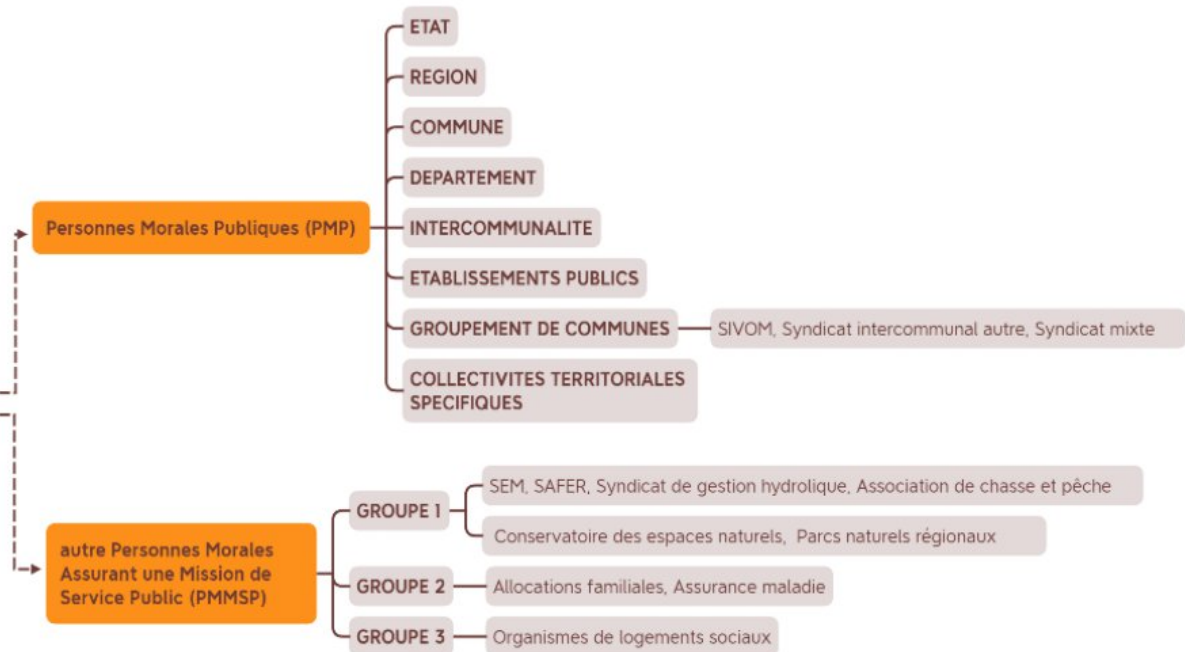 ETAT
REGION
COMMUNE
DEPARTEMENT
Personnes Morales Publiques (PMP)
INTERCOMMUNALITE
ETABLISSEMENTS PUBLICS
GROUPEMENT DE COMMUNES
SIVOM, Syndicat intercommunal autre, Syndicat mixte
COLLECTIVITES TERRITORIALES
SPECIFIQUES
autre Personnes Morales
Assurant une Mission de
Service Public (PMMSP)
GROUPE 1
SEM, SAFER, Syndicat de gestion hydrolique, Association de chasse et pêche
Conservatoire des espaces naturels, Parcs naturels régionaux
GROUPE 2
Allocations familiales, Assurance maladie
GROUPE 3
Organismes de logements sociaux